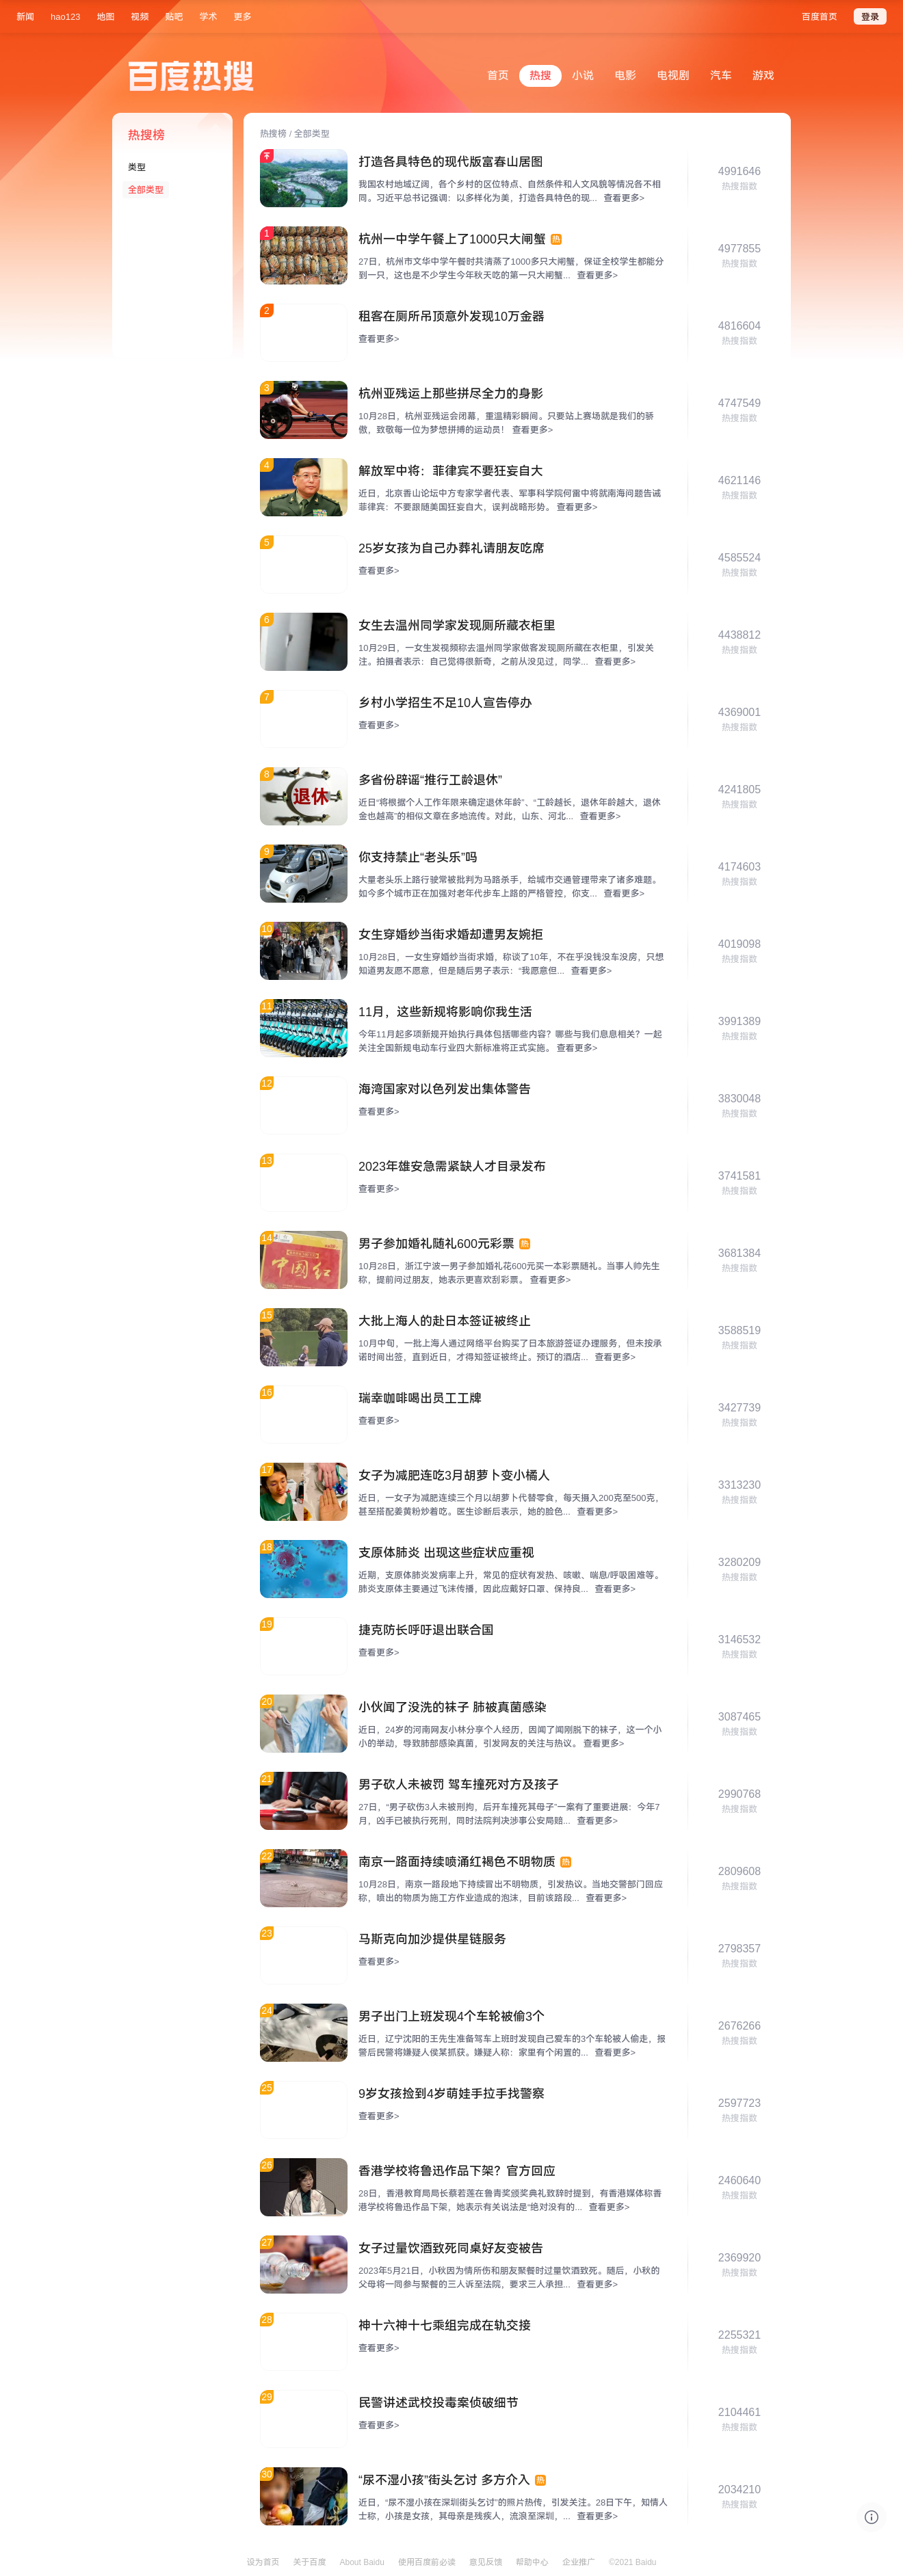 新闻 hao123 地图 视频 贴吧 学术 更多 百度首页 登录
百度热搜
首页 热搜 小说 电影 电视剧 汽车 游戏
热搜榜
类型
全部类型
热搜榜 / 全部类型
打造各具特色的现代版富春山居图
我国农村地域辽阔，各个乡村的区位特点、自然条件和人文风貌等情况各不相
同。习近平总书记强调：以多样化为美，打造各具特色的现... 查看更多>
4991646
热搜指数
1
杭州一中学午餐上了1000只大闸蟹 热
27日，杭州市文华中学午餐时共清蒸了1000多只大闸蟹，保证全校学生都能分
到一只，这也是不少学生今年秋天吃的第一只大闸蟹... 查看更多>
4977855
热搜指数
2
租客在厕所吊顶意外发现10万金器
查看更多>
4816604
热搜指数
3
杭州亚残运上那些拼尽全力的身影
10月28日，杭州亚残运会闭幕，重温精彩瞬间。只要站上赛场就是我们的骄
傲，致敬每一位为梦想拼搏的运动员！ 查看更多>
4747549
热搜指数
4
解放军中将：菲律宾不要狂妄自大
近日，北京香山论坛中方专家学者代表、军事科学院何雷中将就南海问题告诫
菲律宾：不要跟随美国狂妄自大，误判战略形势。 查看更多>
4621146
热搜指数
5
25岁女孩为自己办葬礼请朋友吃席
查看更多>
4585524
热搜指数
6
女生去温州同学家发现厕所藏衣柜里
10月29日，一女生发视频称去温州同学家做客发现厕所藏在衣柜里，引发关
注。拍摄者表示：自己觉得很新奇，之前从没见过，同学... 查看更多>
4438812
热搜指数
7
乡村小学招生不足10人宣告停办
查看更多>
4369001
热搜指数
8
退休
多省份辟谣“推行工龄退休”
近日“将根据个人工作年限来确定退休年龄”、“工龄越长，退休年龄越大，退休
金也越高”的相似文章在多地流传。对此，山东、河北... 查看更多>
4241805
热搜指数
9
你支持禁止“老头乐”吗
大量老头乐上路行驶常被批判为马路杀手，给城市交通管理带来了诸多难题。
如今多个城市正在加强对老年代步车上路的严格管控，你支... 查看更多>
4174603
热搜指数
10
女生穿婚纱当街求婚却遭男友婉拒
10月28日，一女生穿婚纱当街求婚，称谈了10年，不在乎没钱没车没房，只想
知道男友愿不愿意，但是随后男子表示：“我愿意但... 查看更多>
4019098
热搜指数
11
11月，这些新规将影响你我生活
今年11月起多项新规开始执行具体包括哪些内容？哪些与我们息息相关？一起
关注全国新规电动车行业四大新标准将正式实施。 查看更多>
3991389
热搜指数
12
海湾国家对以色列发出集体警告
查看更多>
3830048
热搜指数
13
2023年雄安急需紧缺人才目录发布
查看更多>
3741581
热搜指数
14
中國紅
男子参加婚礼随礼600元彩票 热
10月28日，浙江宁波一男子参加婚礼花600元买一本彩票随礼。当事人帅先生
称，提前问过朋友，她表示更喜欢刮彩票。 查看更多>
3681384
热搜指数
15
大批上海人的赴日本签证被终止
10月中旬，一批上海人通过网络平台购买了日本旅游签证办理服务，但未按承
诺时间出签，直到近日，才得知签证被终止。预订的酒店... 查看更多>
3588519
热搜指数
16
瑞幸咖啡喝出员工工牌
查看更多>
3427739
热搜指数
17
女子为减肥连吃3月胡萝卜变小橘人
近日，一女子为减肥连续三个月以胡萝卜代替零食，每天摄入200克至500克，
甚至搭配姜黄粉炒着吃。医生诊断后表示，她的脸色... 查看更多>
3313230
热搜指数
18
支原体肺炎 出现这些症状应重视
近期，支原体肺炎发病率上升，常见的症状有发热、咳嗽、喘息/呼吸困难等。
肺炎支原体主要通过飞沫传播，因此应戴好口罩、保持良... 查看更多>
3280209
热搜指数
19
捷克防长呼吁退出联合国
查看更多>
3146532
热搜指数
20
小伙闻了没洗的袜子 肺被真菌感染
近日，24岁的河南网友小林分享个人经历，因闻了闻刚脱下的袜子，这一个小
小的举动，导致肺部感染真菌，引发网友的关注与热议。 查看更多>
3087465
热搜指数
21
男子砍人未被罚 驾车撞死对方及孩子
27日，“男子砍伤3人未被刑拘，后开车撞死其母子”一案有了重要进展：今年7
月，凶手已被执行死刑，同时法院判决涉事公安局赔... 查看更多>
2990768
热搜指数
22
南京一路面持续喷涌红褐色不明物质 热
10月28日，南京一路段地下持续冒出不明物质，引发热议。当地交警部门回应
称，喷出的物质为施工方作业造成的泡沫，目前该路段... 查看更多>
2809608
热搜指数
23
马斯克向加沙提供星链服务
查看更多>
2798357
热搜指数
24
男子出门上班发现4个车轮被偷3个
近日，辽宁沈阳的王先生准备驾车上班时发现自己爱车的3个车轮被人偷走，报
警后民警将嫌疑人侯某抓获。嫌疑人称：家里有个闲置的... 查看更多>
2676266
热搜指数
25
9岁女孩捡到4岁萌娃手拉手找警察
查看更多>
2597723
热搜指数
26
香港学校将鲁迅作品下架？官方回应
28日，香港教育局局长蔡若莲在鲁青奖颁奖典礼致辞时提到，有香港媒体称香
港学校将鲁迅作品下架，她表示有关说法是“绝对没有的... 查看更多>
2460640
热搜指数
27
女子过量饮酒致死同桌好友变被告
2023年5月21日，小秋因为情所伤和朋友聚餐时过量饮酒致死。随后，小秋的
父母将一同参与聚餐的三人诉至法院，要求三人承担... 查看更多>
2369920
热搜指数
28
神十六神十七乘组完成在轨交接
查看更多>
2255321
热搜指数
29
民警讲述武校投毒案侦破细节
查看更多>
2104461
热搜指数
30
“尿不湿小孩”街头乞讨 多方介入 热
近日，“尿不湿小孩在深圳街头乞讨”的照片热传，引发关注。28日下午，知情人
士称，小孩是女孩，其母亲是残疾人，流浪至深圳，... 查看更多>
2034210
热搜指数
设为首页 关于百度 About Baidu 使用百度前必读 意见反馈 帮助中心 企业推广 ©2021 Baidu